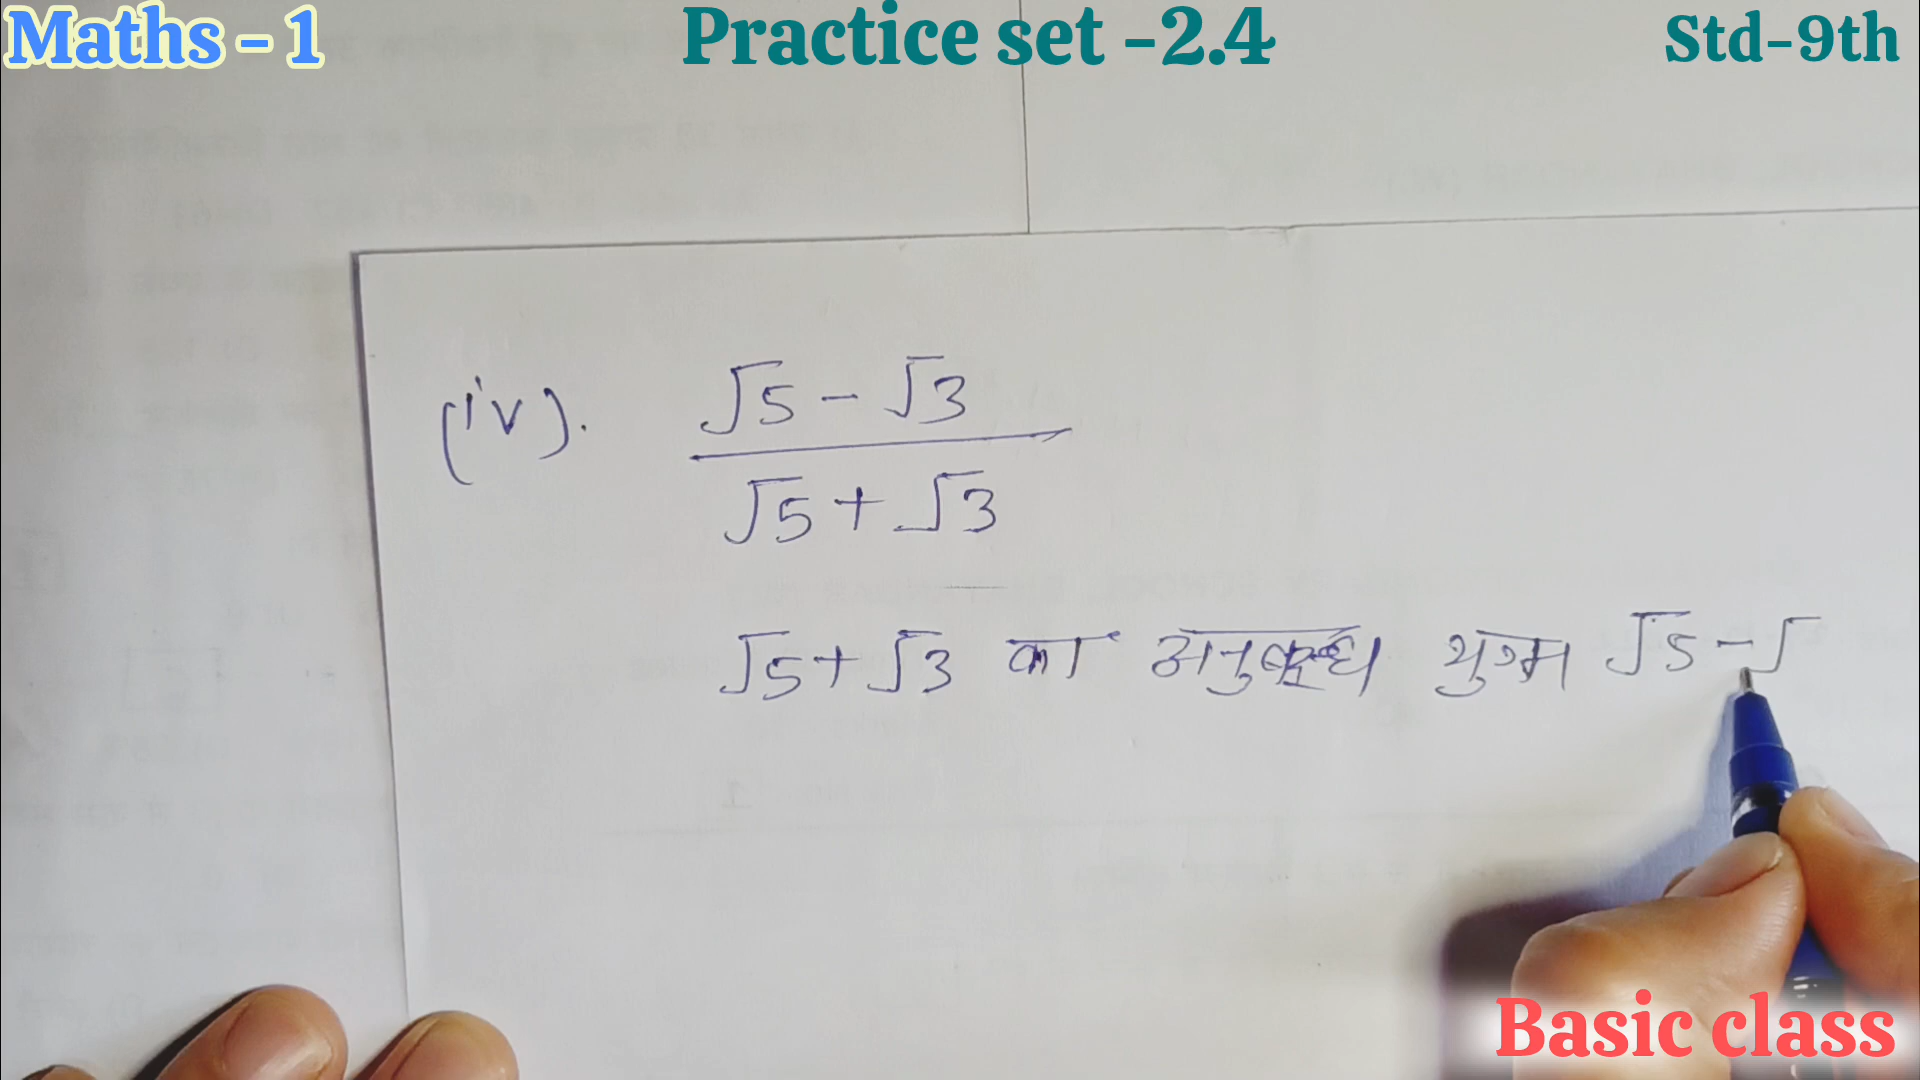 Maths - 1 Practice set -2.4 Std-9th
(iv). √5 - √3
√5 + √3
√5 + √3 का अनुबन्ध युग्म √5 - √
Basic class